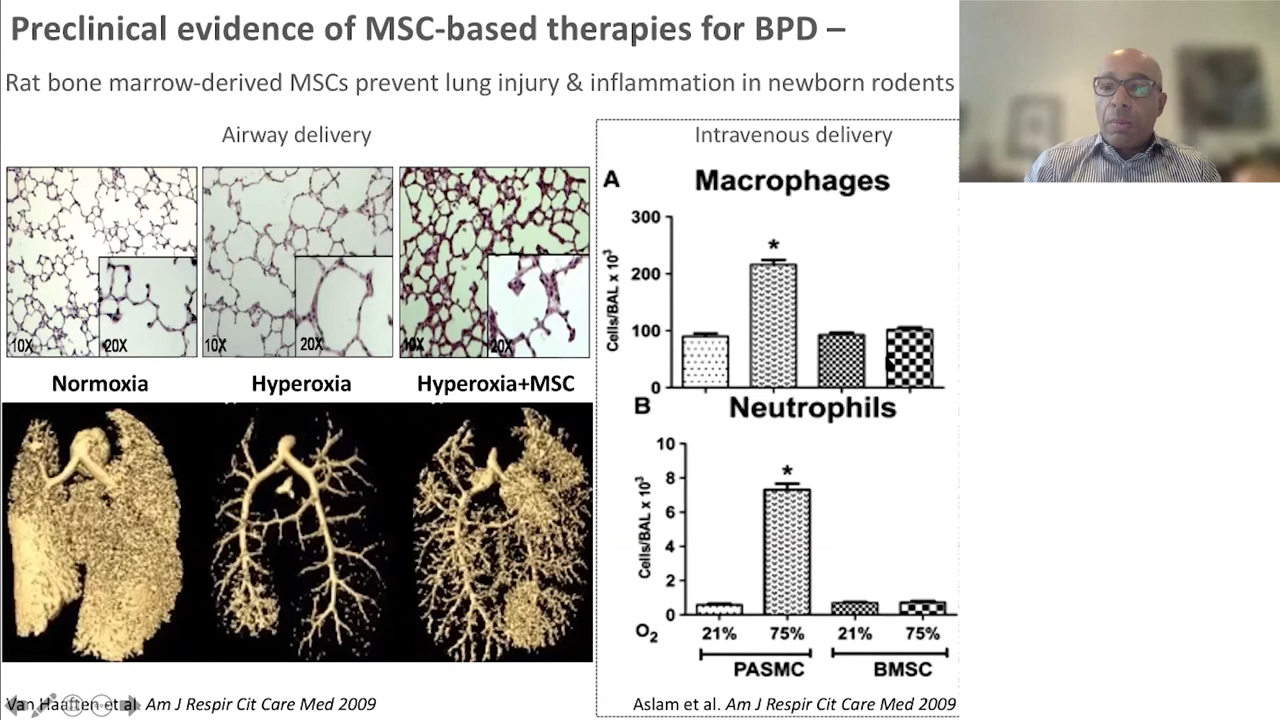 Preclinical evidence of MSC-based therapies for BPD –
Rat bone marrow-derived MSCs prevent lung injury & inflammation in newborn rodents
Airway delivery
10X
20X
10X
20X
10X
20X
Normoxia
Hyperoxia
Hyperoxia+MSC
Van Haaften et al. Am J Respir Cit Care Med 2009
Intravenous delivery
A
Macrophages
Cells/BAL x 10³
300
200
100
0
*
B
Neutrophils
Cells/BAL x 10³
10
8
6
4
2
0
*
O₂ 21% 75% 21% 75%
PASMC BMSC
Aslam et al. Am J Respir Cit Care Med 2009